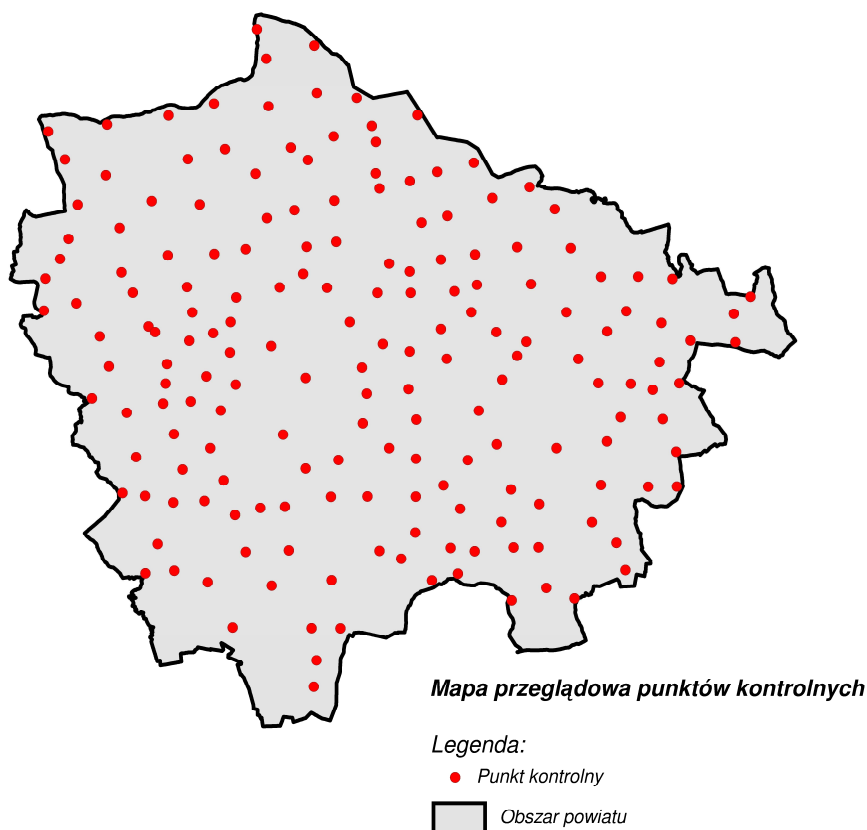 Mapa przeglądowa punktów kontrolnych
Legenda:
Punkt kontrolny
Obszar powiatu